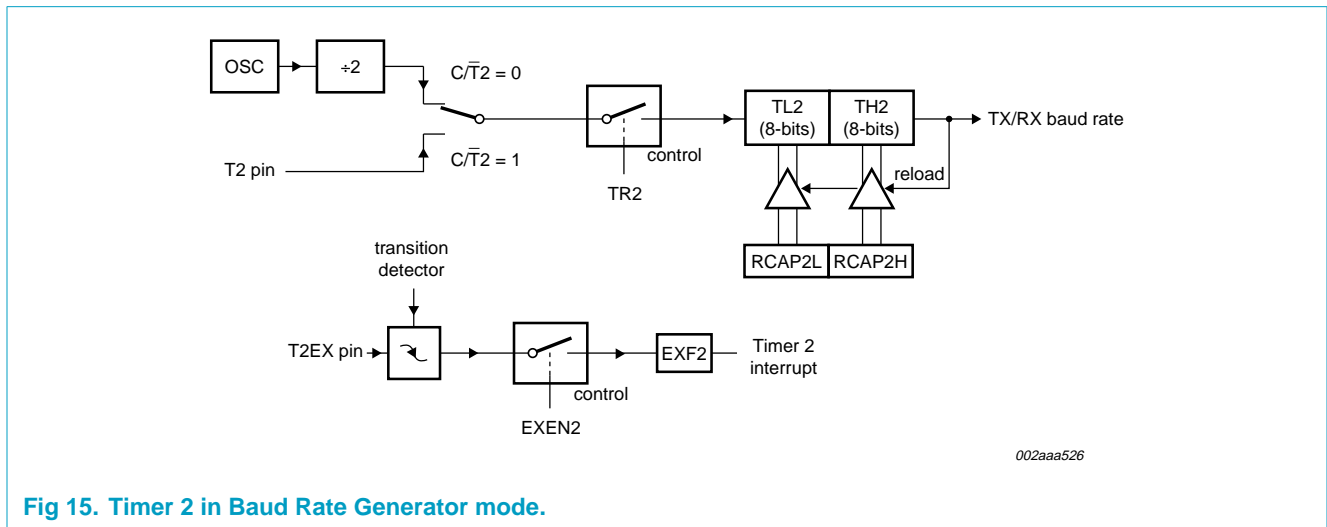 OSC
÷2
C/T̅2 = 0
TL2
(8-bits)
TH2
(8-bits)
TX/RX baud rate
T2 pin
C/T̅2 = 1
control
TR2
reload
RCAP2L
RCAP2H
transition
detector
T2EX pin
EXF2
Timer 2
interrupt
control
EXEN2
002aaa526
Fig 15. Timer 2 in Baud Rate Generator mode.